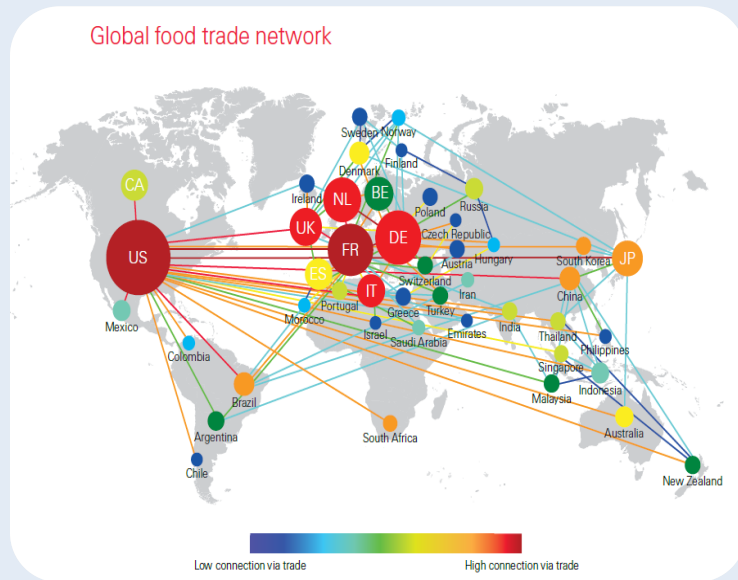 Global food trade network
Sweden
Norway
Denmark
Finland
CA
Ireland
NL
BE
Poland
Russia
UK
Czech Republic
US
FR
DE
Austria
Hungary
South Korea
JP
ES
Switzerland
Iran
China
Portugal
IT
Greece
Turkey
Morocco
Mexico
Israel
Saudi Arabia
Emirates
India
Thailand
Philippines
Colombia
Singapore
Brazil
Malaysia
Indonesia
Argentina
South Africa
Australia
Chile
New Zealand
Low connection via trade
High connection via trade